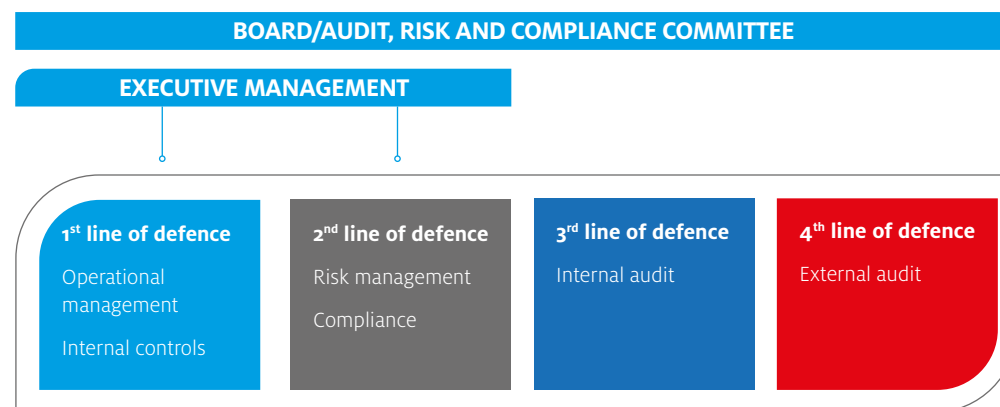 BOARD/AUDIT, RISK AND COMPLIANCE COMMITTEE
EXECUTIVE MANAGEMENT
1st line of defence
Operational
management
Internal controls
2nd line of defence
Risk management
Compliance
3rd line of defence
Internal audit
4th line of defence
External audit